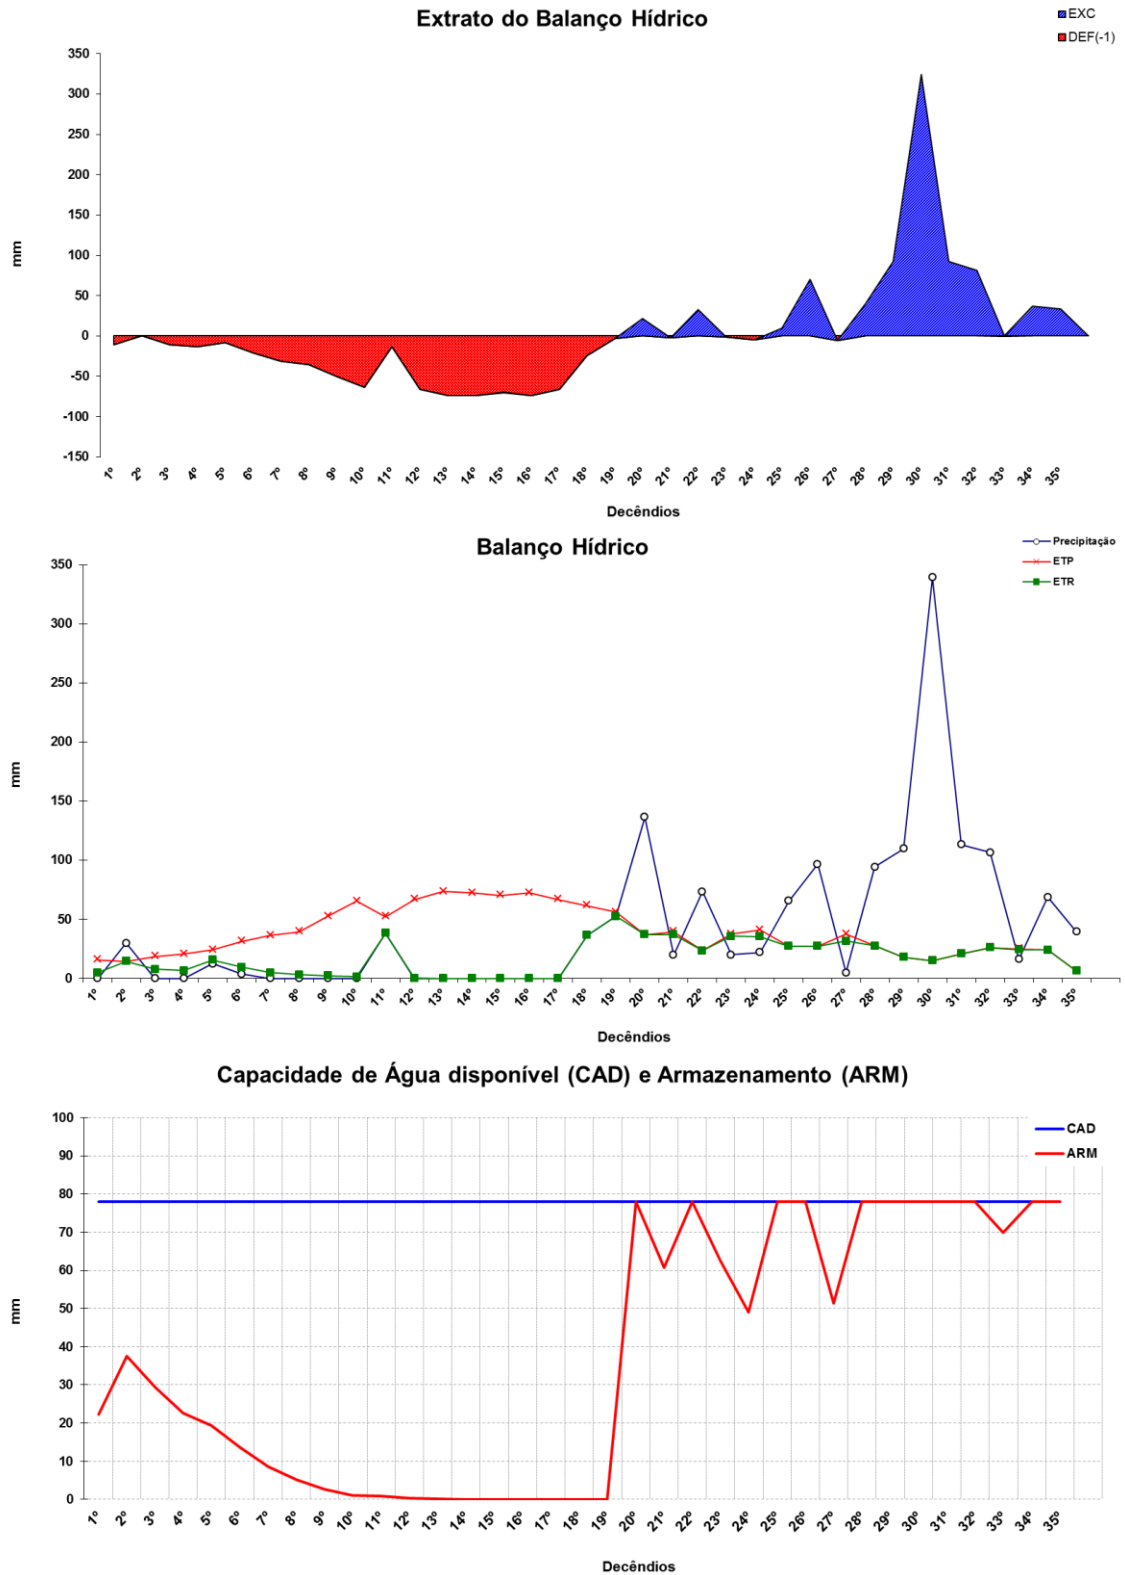 Extrato do Balanço Hídrico
EXC
DEF(-1)
350
300
250
200
150
100
50
0
-50
-100
-150
mm
1º 2º 3º 4º 5º 6º 7º 8º 9º 10º 11º 12º 13º 14º 15º 16º 17º 18º 19º 20º 21º 22º 23º 24º 25º 26º 27º 28º 29º 30º 31º 32º 33º 34º 35º
Decêndios
Balanço Hídrico
Precipitação
ETP
ETR
350
300
250
200
150
100
50
0
mm
1º 2º 3º 4º 5º 6º 7º 8º 9º 10º 11º 12º 13º 14º 15º 16º 17º 18º 19º 20º 21º 22º 23º 24º 25º 26º 27º 28º 29º 30º 31º 32º 33º 34º 35º
Decêndios
Capacidade de Água disponível (CAD) e Armazenamento (ARM)
CAD
ARM
100
90
80
70
60
50
40
30
20
10
0
mm
1º 2º 3º 4º 5º 6º 7º 8º 9º 10º 11º 12º 13º 14º 15º 16º 17º 18º 19º 20º 21º 22º 23º 24º 25º 26º 27º 28º 29º 30º 31º 32º 33º 34º 35º
Decêndios